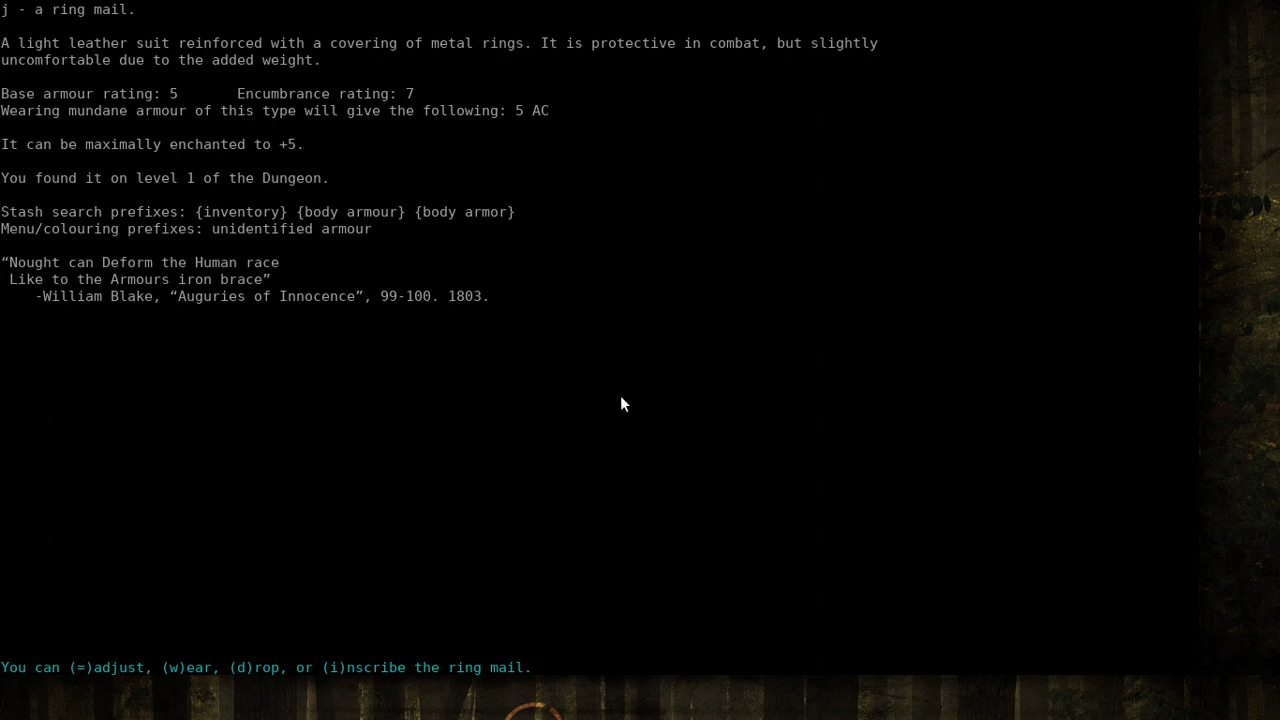 j - a ring mail.
A light leather suit reinforced with a covering of metal rings. It is protective in combat, but slightly
uncomfortable due to the added weight.
Base armour rating: 5       Encumbrance rating: 7
Wearing mundane armour of this type will give the following: 5 AC
It can be maximally enchanted to +5.
You found it on level 1 of the Dungeon.
Stash search prefixes: {inventory} {body armour} {body armor}
Menu/colouring prefixes: unidentified armour
“Nought can Deform the Human race
Like to the Armours iron brace”
-William Blake, “Auguries of Innocence”, 99-100. 1803.
You can (=)adjust, (w)ear, (d)rop, or (i)nscribe the ring mail.